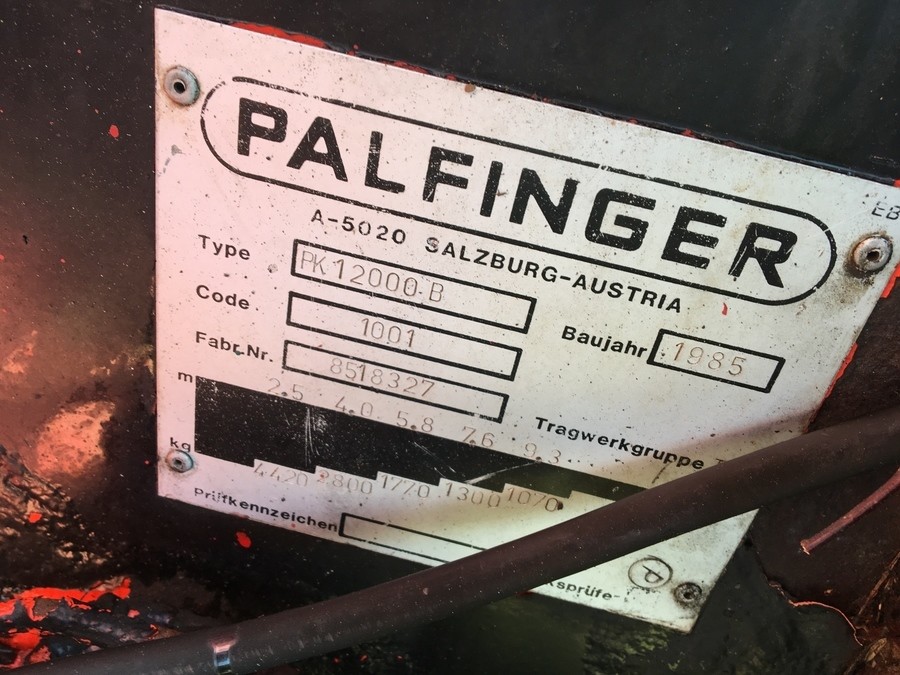 PALFINGER
EB
A-5020 SALZBURG-AUSTRIA
Type PK 12000 B
Code 1001
Baujahr 1985
Fabr.Nr. 8518327
m 2.5 4.0 5.8 7.6 9.3
Tragwerkgruppe
kg 4420 2800 1770 1300 1070
Prüfkennzeichen